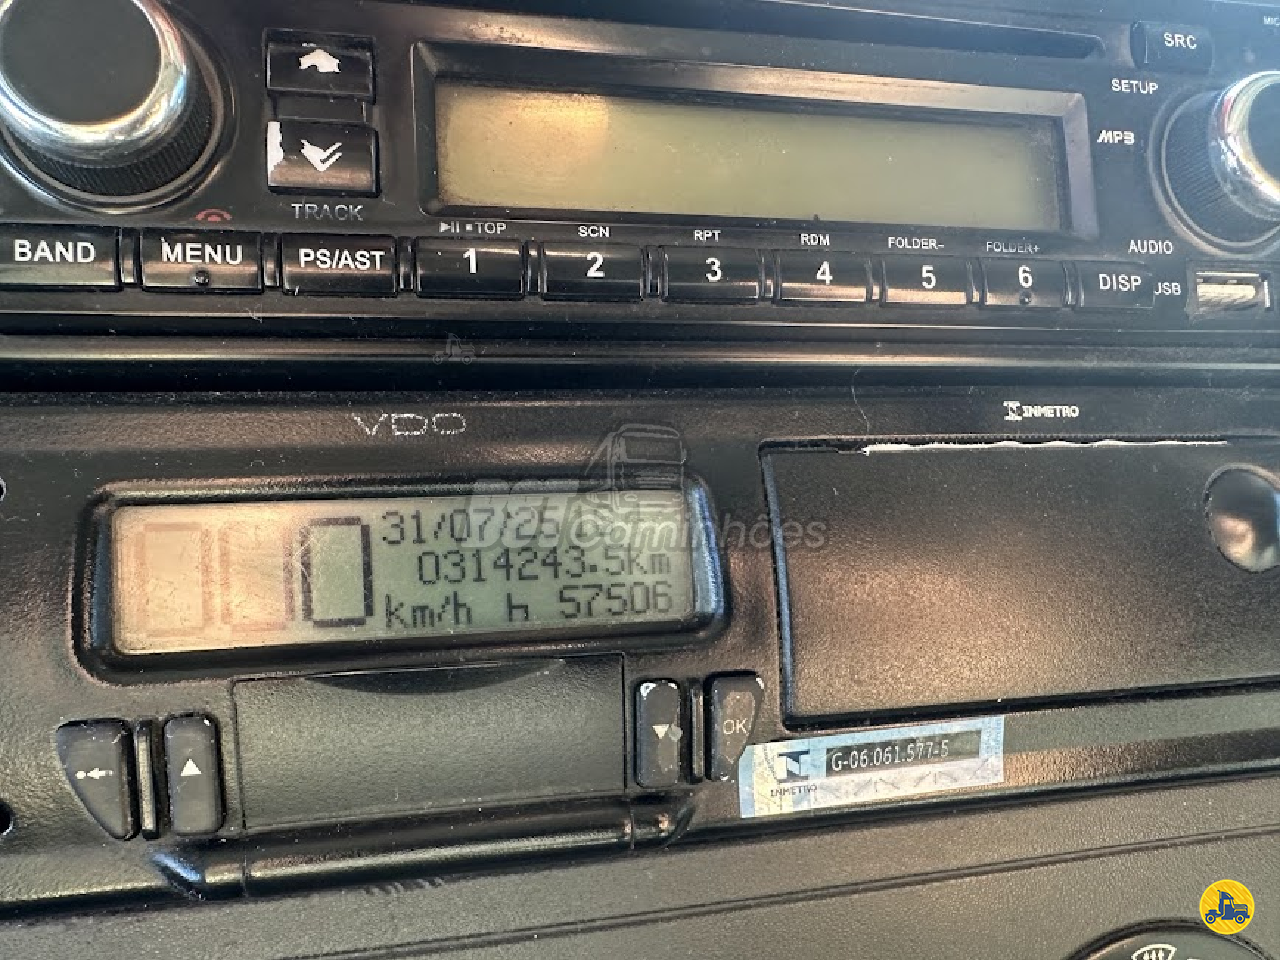 SRC
SETUP
MP3
TRACK
▶II ■TOP SCN RPT RDM FOLDER- FOLDER+ AUDIO
BAND MENU PS/AST 1 2 3 4 5 6 DISP USB
VDO
INMETRO
31/07/25
0314243.5km
km/h h 57506
Caminhões
OK
G-06.061.577-5
INMETRO